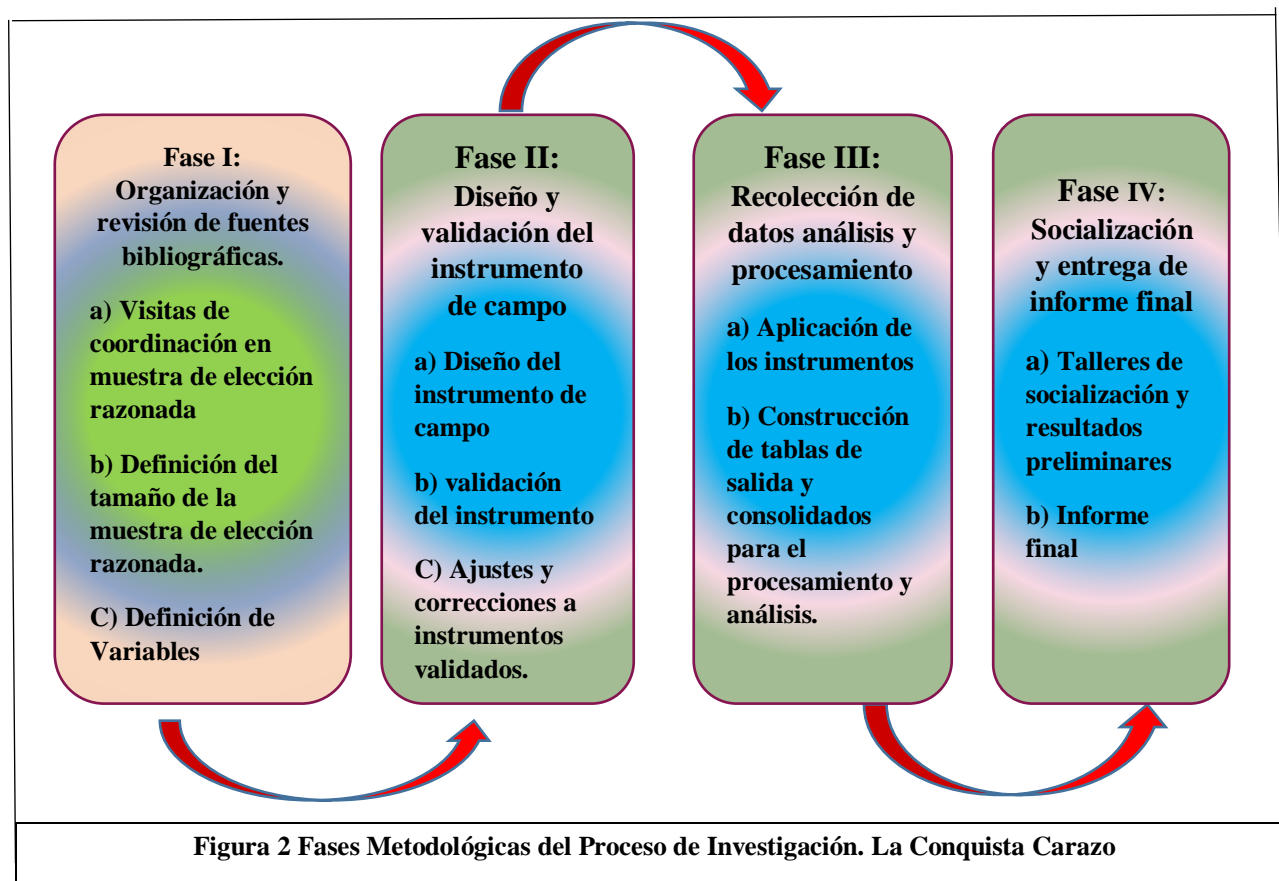 Fase I:
Organización y
revisión de fuentes
bibliográficas.
a) Visitas de
coordinación en
muestra de elección
razonada
b) Definición del
tamaño de la
muestra de elección
razonada.
C) Definición de
Variables
Fase II:
Diseño y
validación del
instrumento
de campo
a) Diseño del
instrumento de
campo
b) validación
del instrumento
C) Ajustes y
correcciones a
instrumentos
validados.
Fase III:
Recolección de
datos análisis y
procesamiento
a) Aplicación de
los instrumentos
b) Construcción
de tablas de
salida y
consolidados
para el
procesamiento y
análisis.
Fase IV:
Socialización
y entrega de
informe final
a) Talleres de
socialización y
resultados
preliminares
b) Informe
final
Figura 2 Fases Metodológicas del Proceso de Investigación. La Conquista Carazo